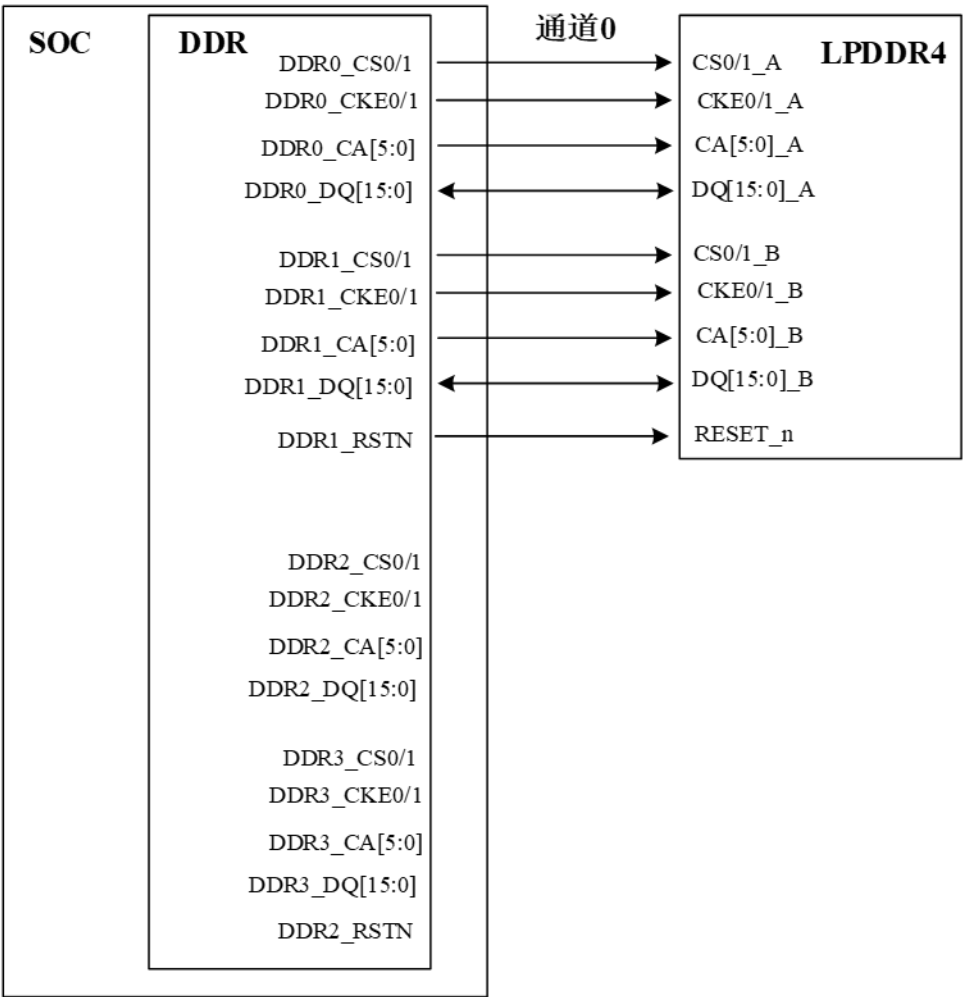 通道0
SOC
DDR
LPDDR4
DDR0_CS0/1
CS0/1_A
DDR0_CKE0/1
CKE0/1_A
DDR0_CA[5:0]
CA[5:0]_A
DDR0_DQ[15:0]
DQ[15:0]_A
DDR1_CS0/1
CS0/1_B
DDR1_CKE0/1
CKE0/1_B
DDR1_CA[5:0]
CA[5:0]_B
DDR1_DQ[15:0]
DQ[15:0]_B
DDR1_RSTN
RESET_n
DDR2_CS0/1
DDR2_CKE0/1
DDR2_CA[5:0]
DDR2_DQ[15:0]
DDR3_CS0/1
DDR3_CKE0/1
DDR3_CA[5:0]
DDR3_DQ[15:0]
DDR2_RSTN